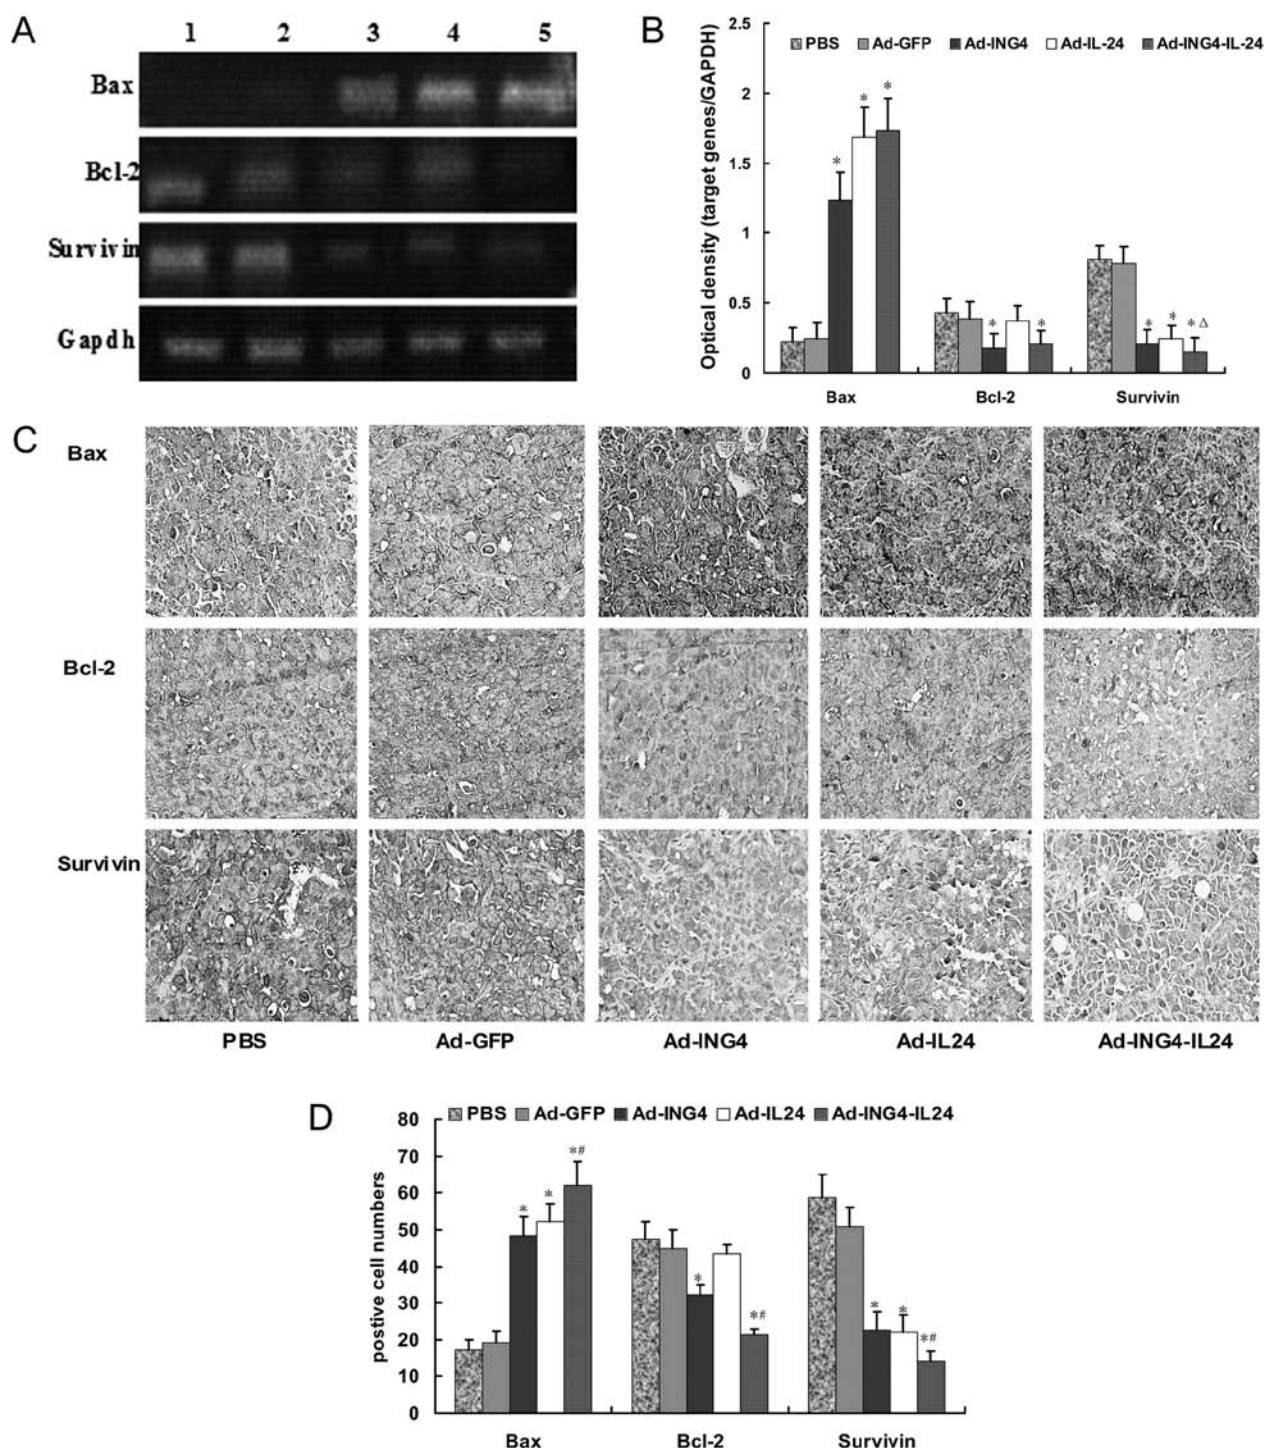 A
1 2 3 4 5
Bax
Bcl-2
Survivin
Gapdh
B
Optical density (target genes/GAPDH)
2.5
2
1.5
1
0.5
0
PBS Ad-GFP Ad-ING4 Ad-IL-24 Ad-ING4-IL-24
* * *
* *
* * * Δ
Bax Bcl-2 Survivin
C
Bax
Bcl-2
Survivin
PBS Ad-GFP Ad-ING4 Ad-IL24 Ad-ING4-IL24
D
postive cell numbers
80
70
60
50
40
30
20
10
0
PBS Ad-GFP Ad-ING4 Ad-IL24 Ad-ING4-IL24
* * *#
* *#
* * *#
Bax Bcl-2 Survivin